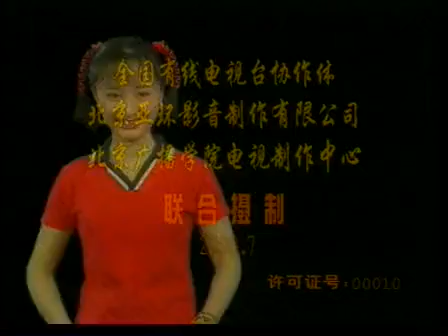 全国有线电视台协作体
北京亚环影音制作有限公司
北京广播学院电视制作中心
联合摄制
许可证号:00010